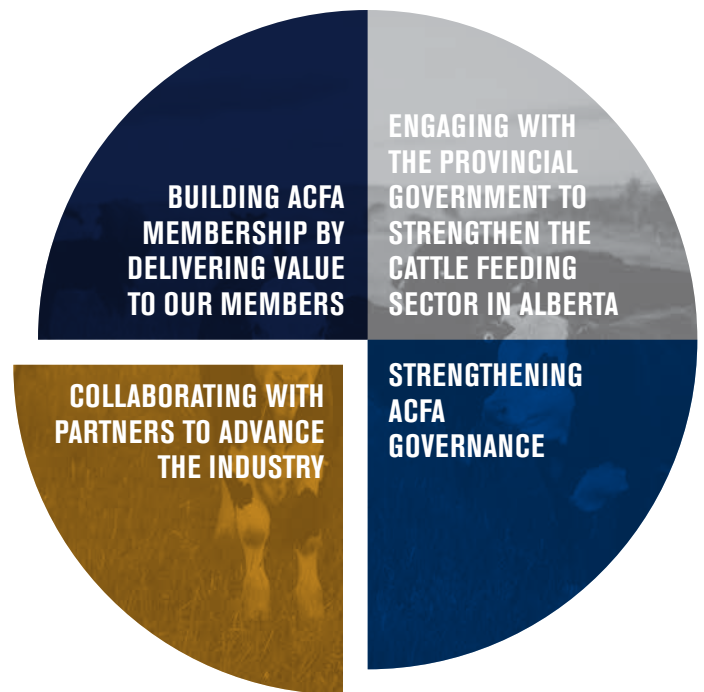 BUILDING ACFA
MEMBERSHIP BY
DELIVERING VALUE
TO OUR MEMBERS
ENGAGING WITH
THE PROVINCIAL
GOVERNMENT TO
STRENGTHEN THE
CATTLE FEEDING
SECTOR IN ALBERTA
COLLABORATING WITH
PARTNERS TO ADVANCE
THE INDUSTRY
STRENGTHENING
ACFA
GOVERNANCE